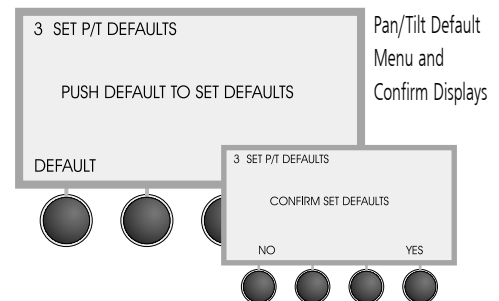 3 SET P/T DEFAULTS
PUSH DEFAULT TO SET DEFAULTS
DEFAULT
3 SET P/T DEFAULTS
CONFIRM SET DEFAULTS
NO YES
Pan/Tilt Default
Menu and
Confirm Displays